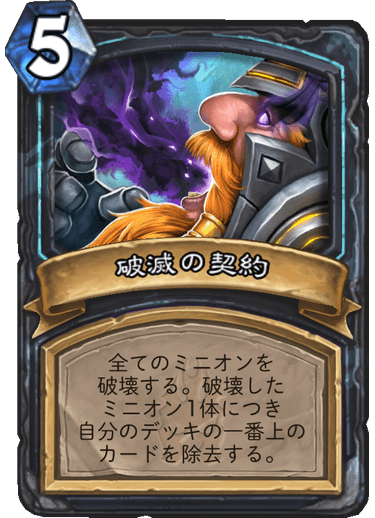 5
破滅の契約
全てのミニオンを
破壊する。破壊した
ミニオン1体につき
自分のデッキの一番上の
カードを除去する。